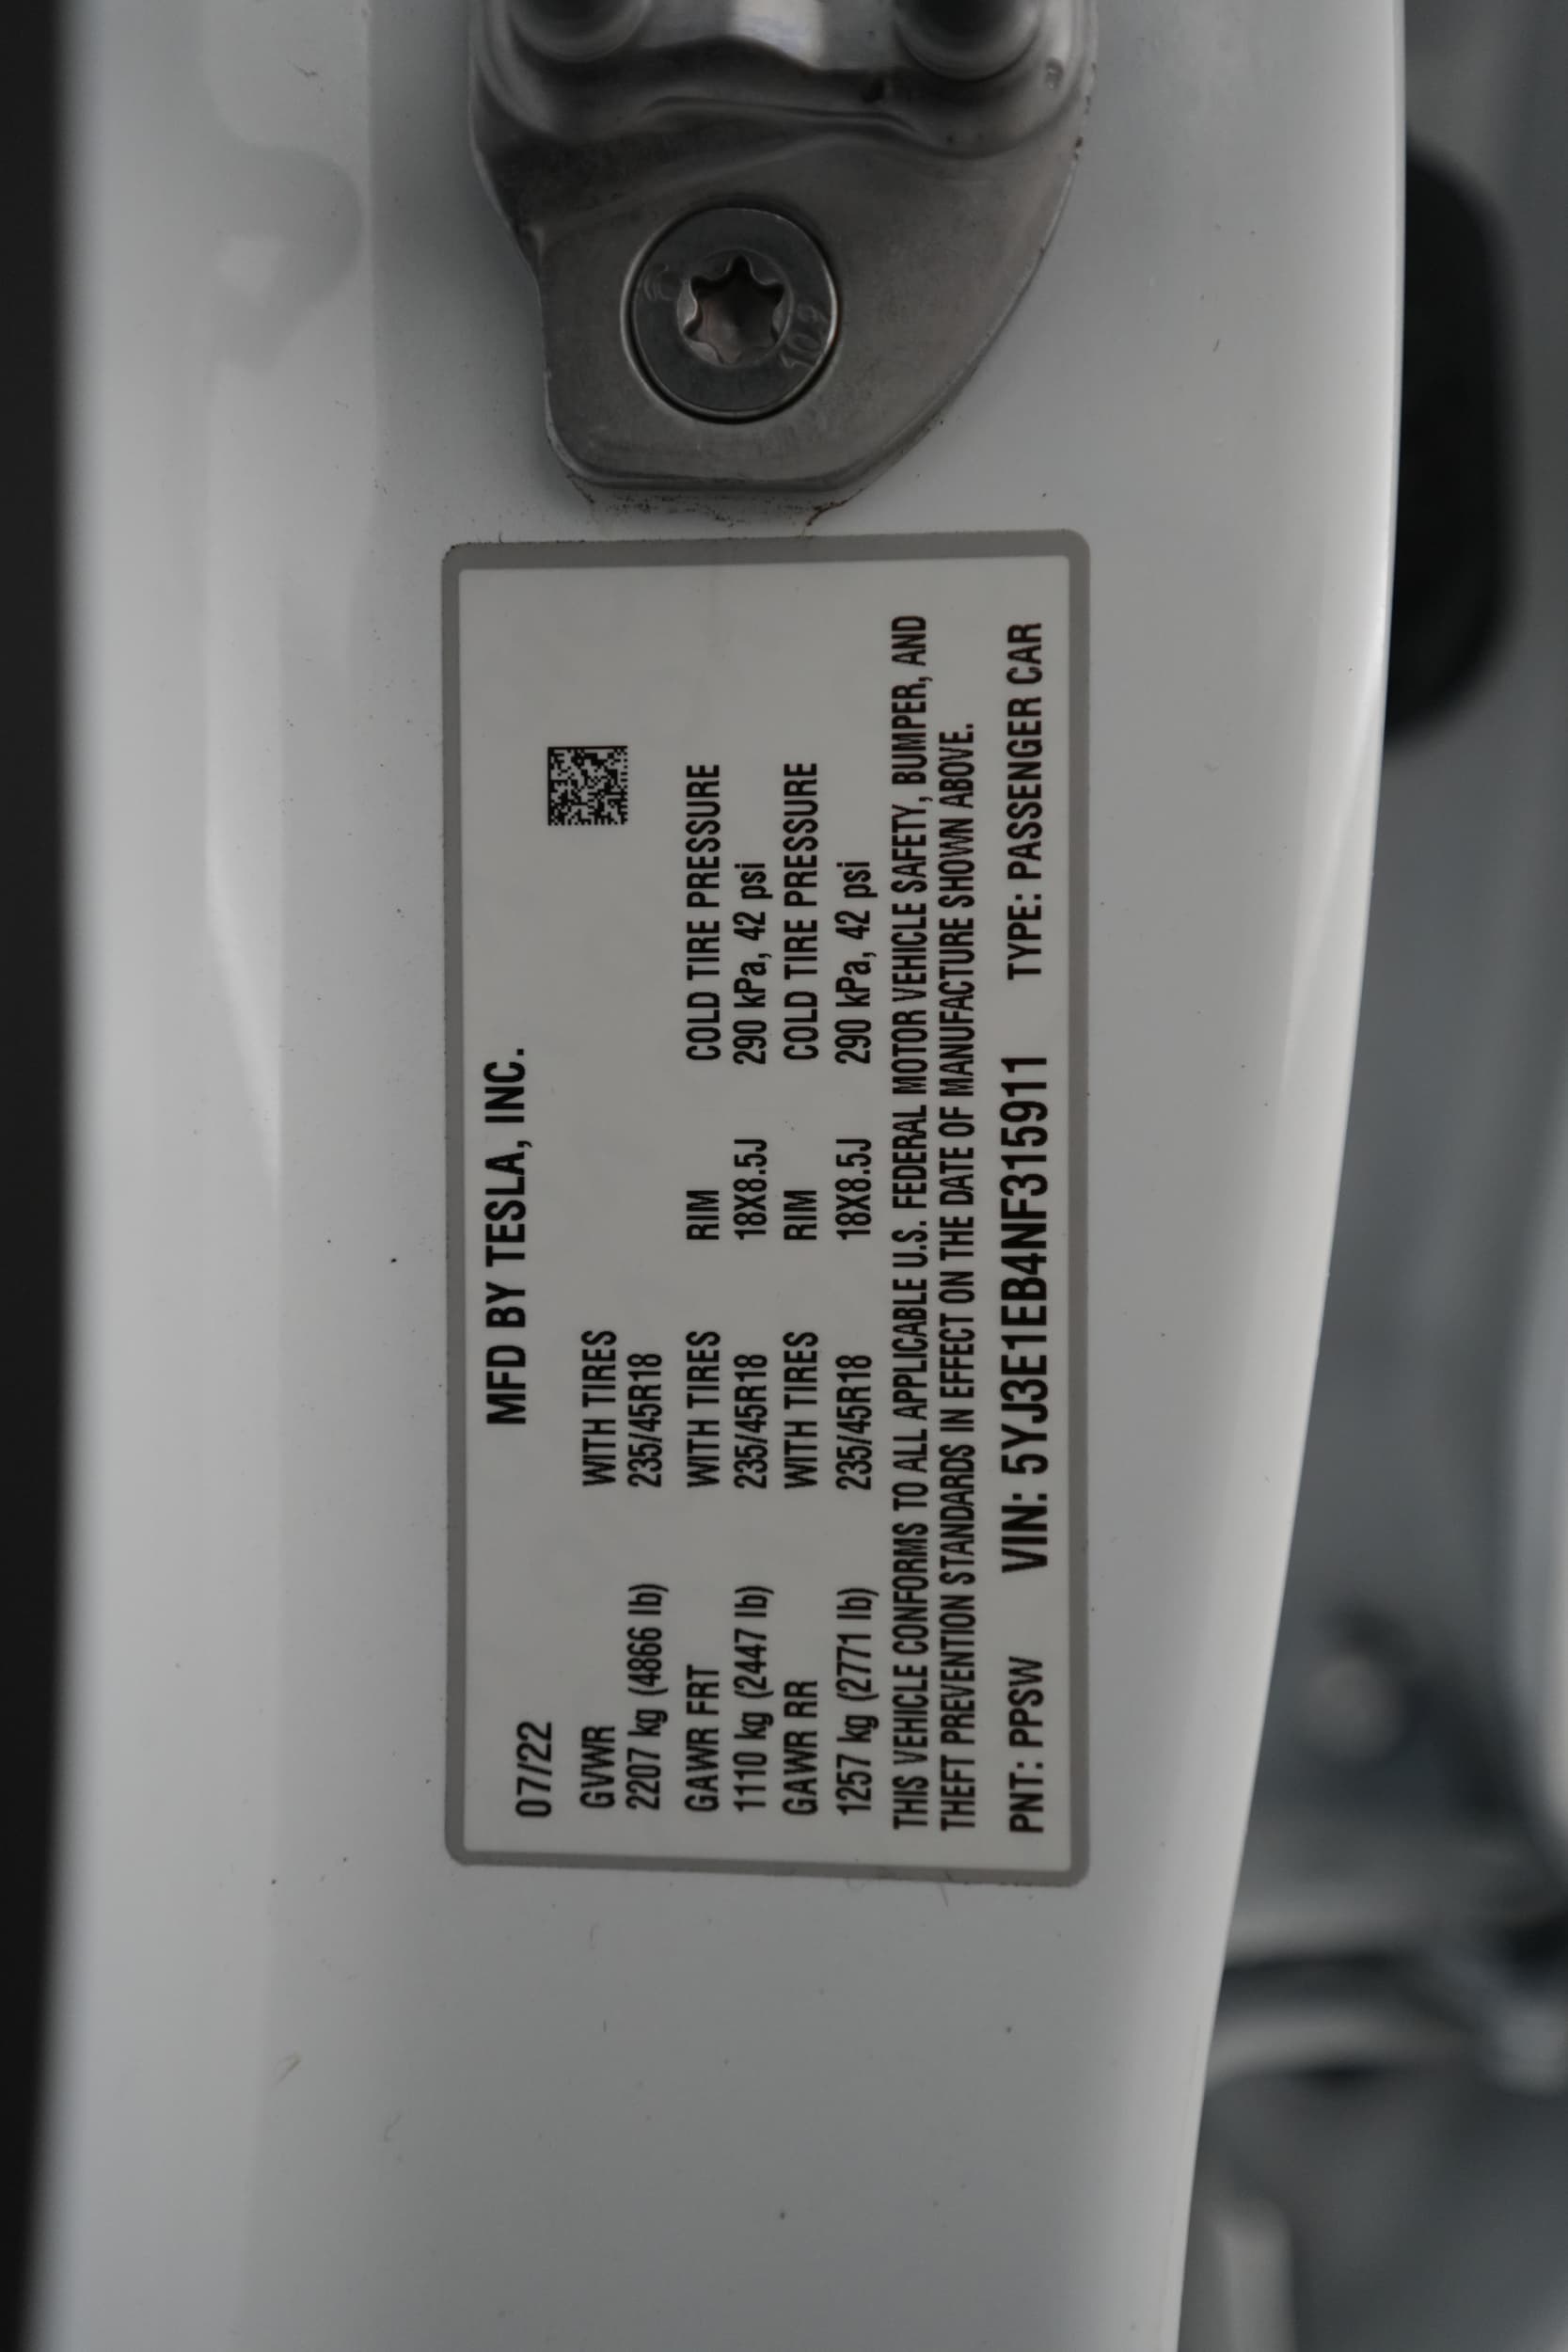 MFD BY TESLA, INC.
07/22
GVWR WITH TIRES
2207 kg (4866 lb) 235/45R18
GAWR FRT WITH TIRES RIM COLD TIRE PRESSURE
1110 kg (2447 lb) 235/45R18 18X8.5J 290 kPa, 42 psi
GAWR RR WITH TIRES RIM COLD TIRE PRESSURE
1257 kg (2771 lb) 235/45R18 18X8.5J 290 kPa, 42 psi
THIS VEHICLE CONFORMS TO ALL APPLICABLE U.S. FEDERAL MOTOR VEHICLE SAFETY, BUMPER, AND
THEFT PREVENTION STANDARDS IN EFFECT ON THE DATE OF MANUFACTURE SHOWN ABOVE.
PNT: PPSW VIN: 5YJ3E1EB4NF315911 TYPE: PASSENGER CAR
10.9